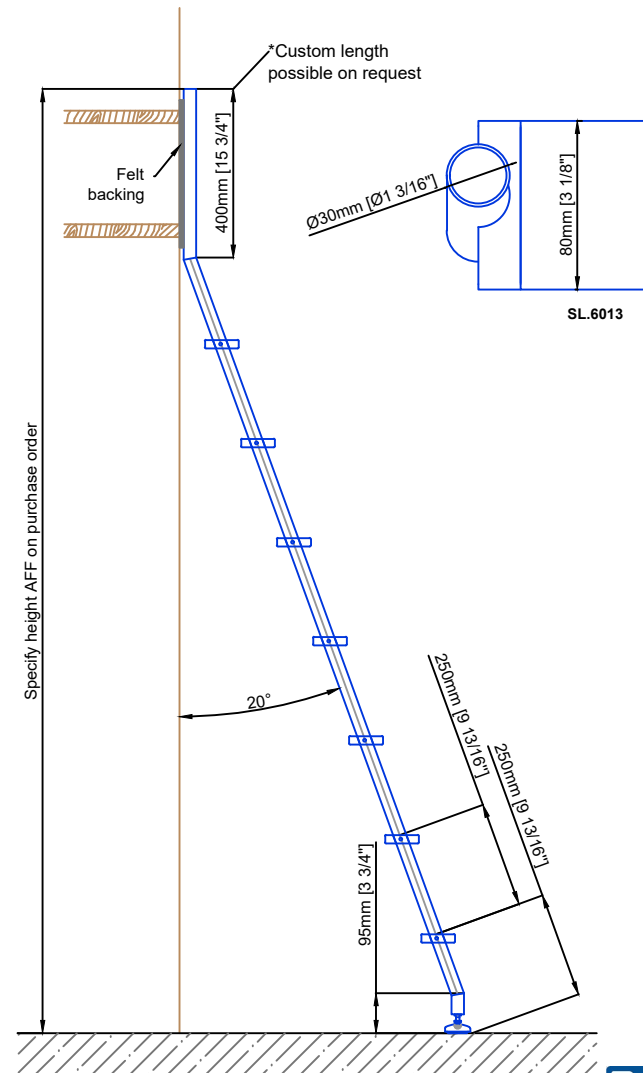 *Custom length
possible on request
400mm [15 3/4"]
Felt
backing
Ø30mm [Ø1 3/16"]
80mm [3 1/8"]
SL.6013
Specify height AFF on purchase order
20°
250mm [9 13/16"]
250mm [9 13/16"]
95mm [3 3/4"]